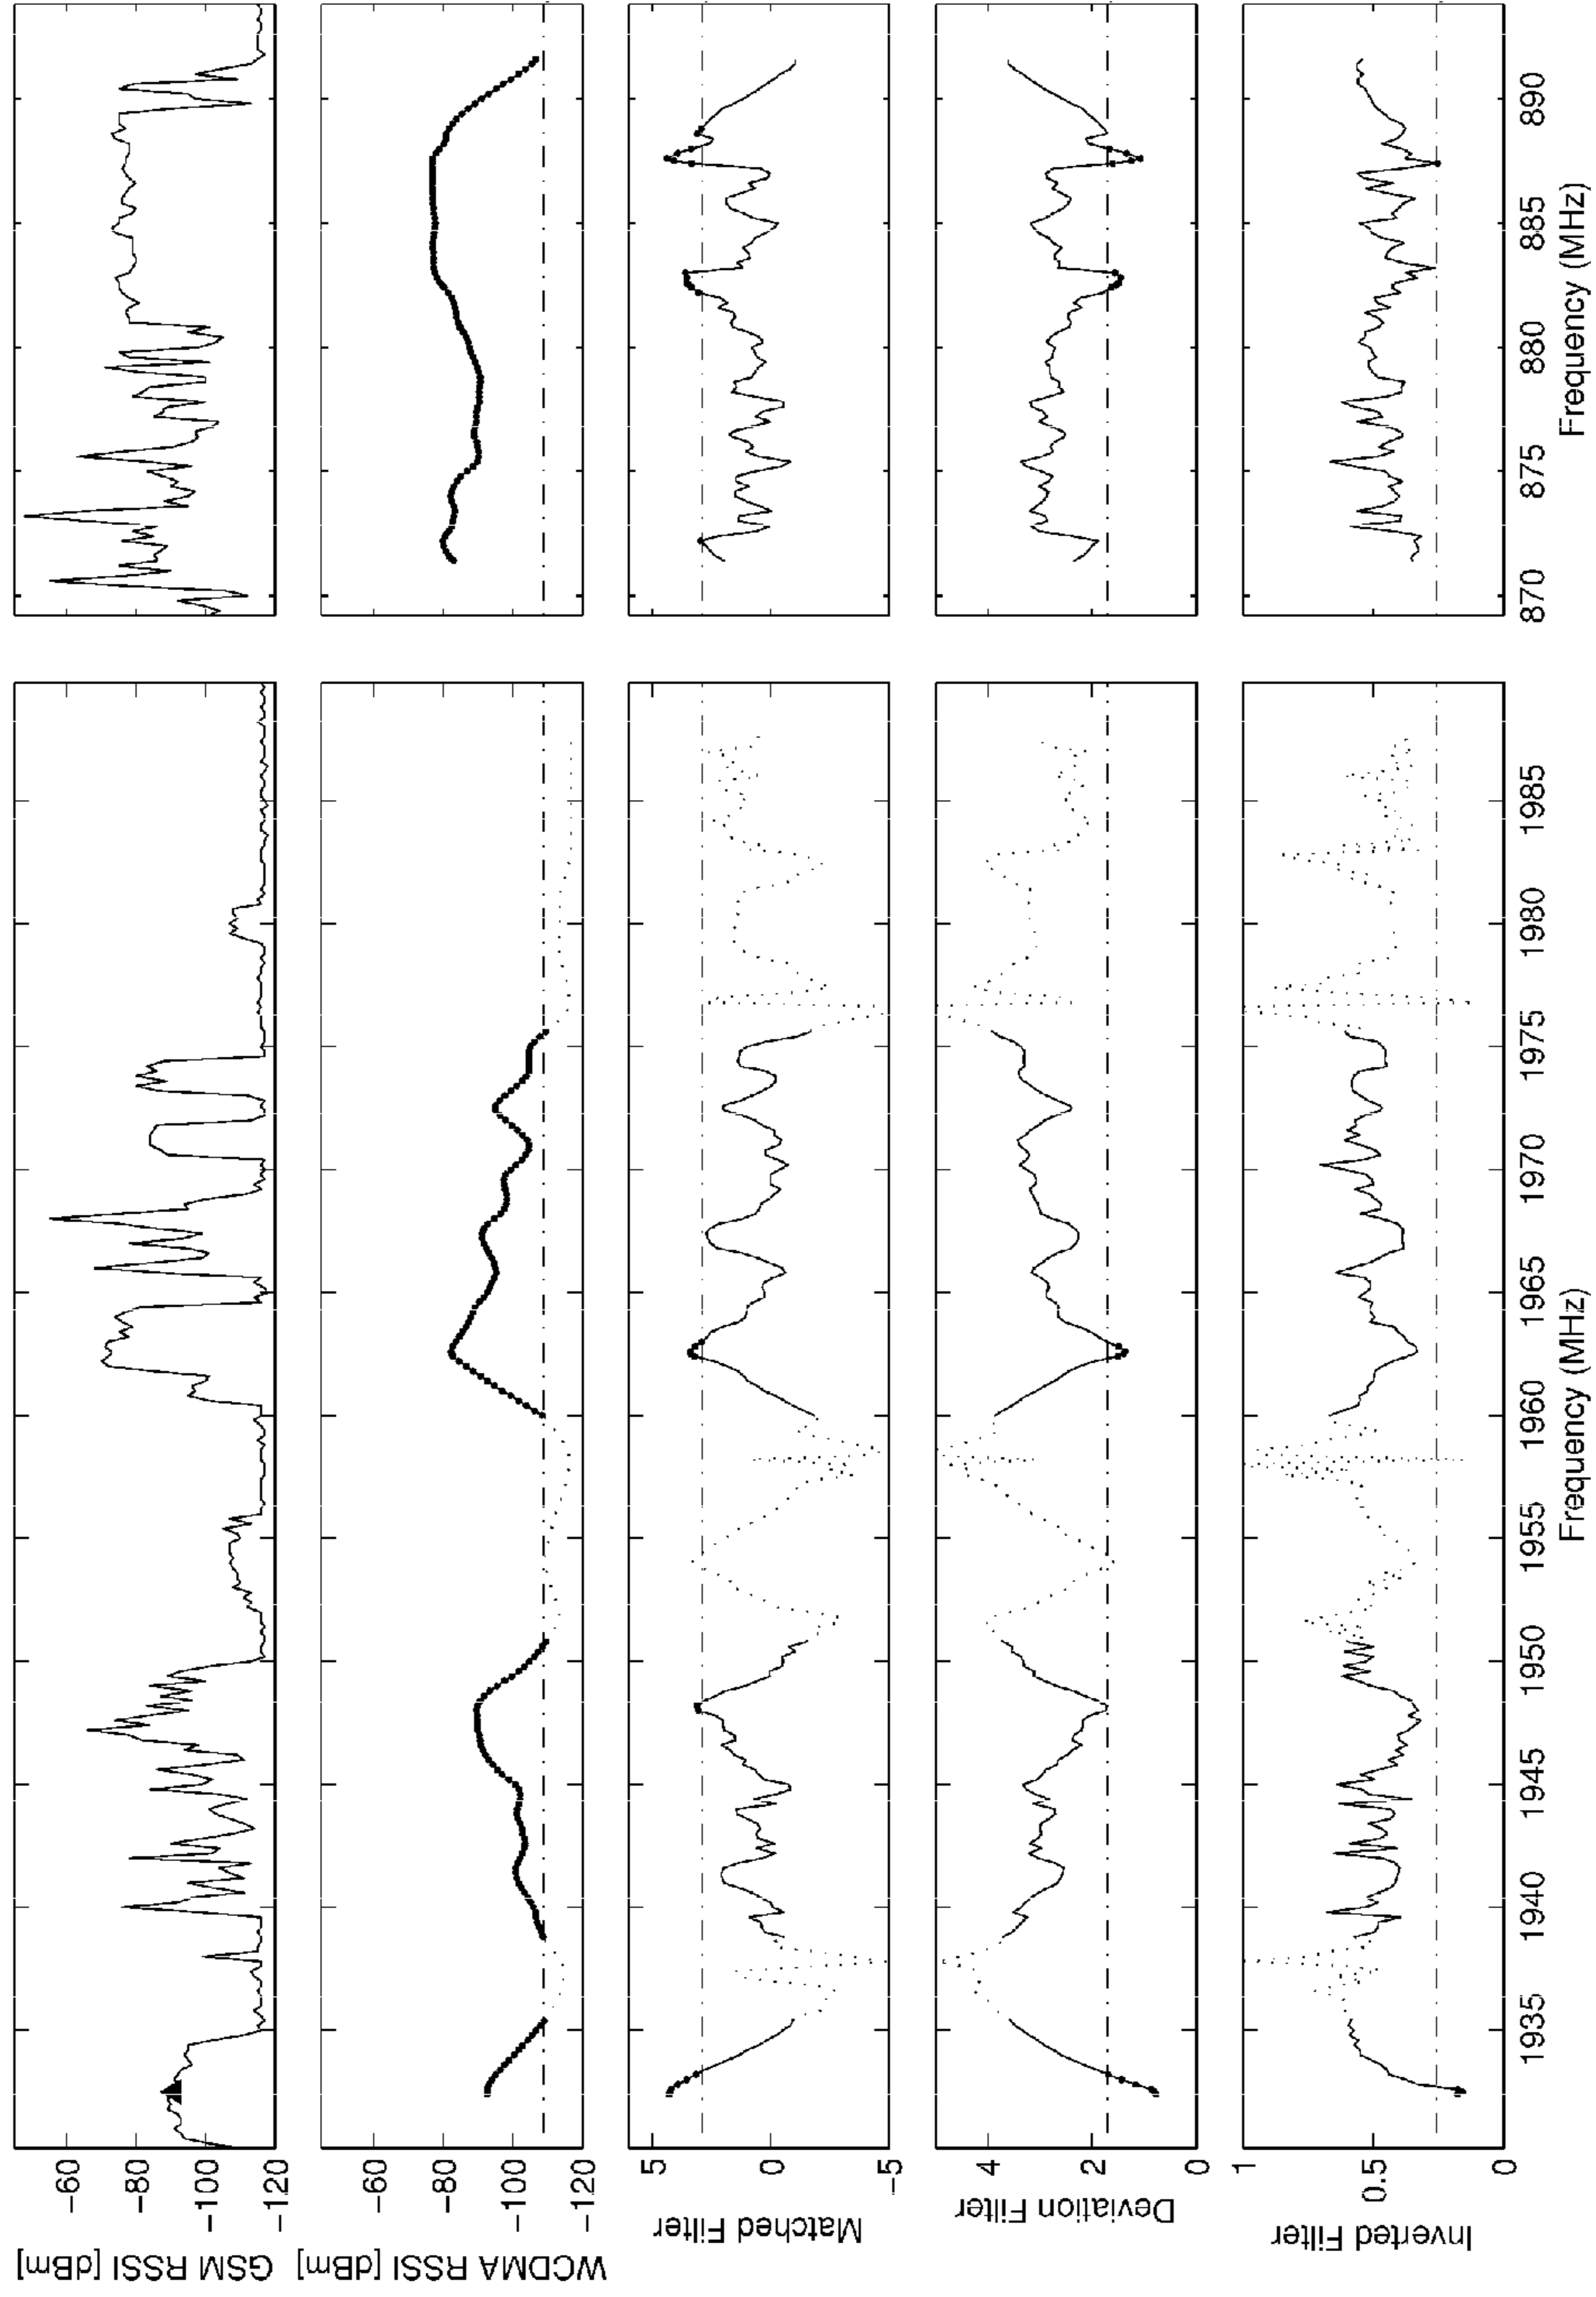 GSM RSSI [dBm]
−60
−80
−100
−120
WCDMA RSSI [dBm]
−60
−80
−100
−120
Matched Filter
5
0
−5
Deviation Filter
4
2
0
Inverted Filter
1
0.5
0
1935 1940 1945 1950 1955 1960 1965 1970 1975 1980 1985
Frequency (MHz)
870 875 880 885 890
Frequency (MHz)